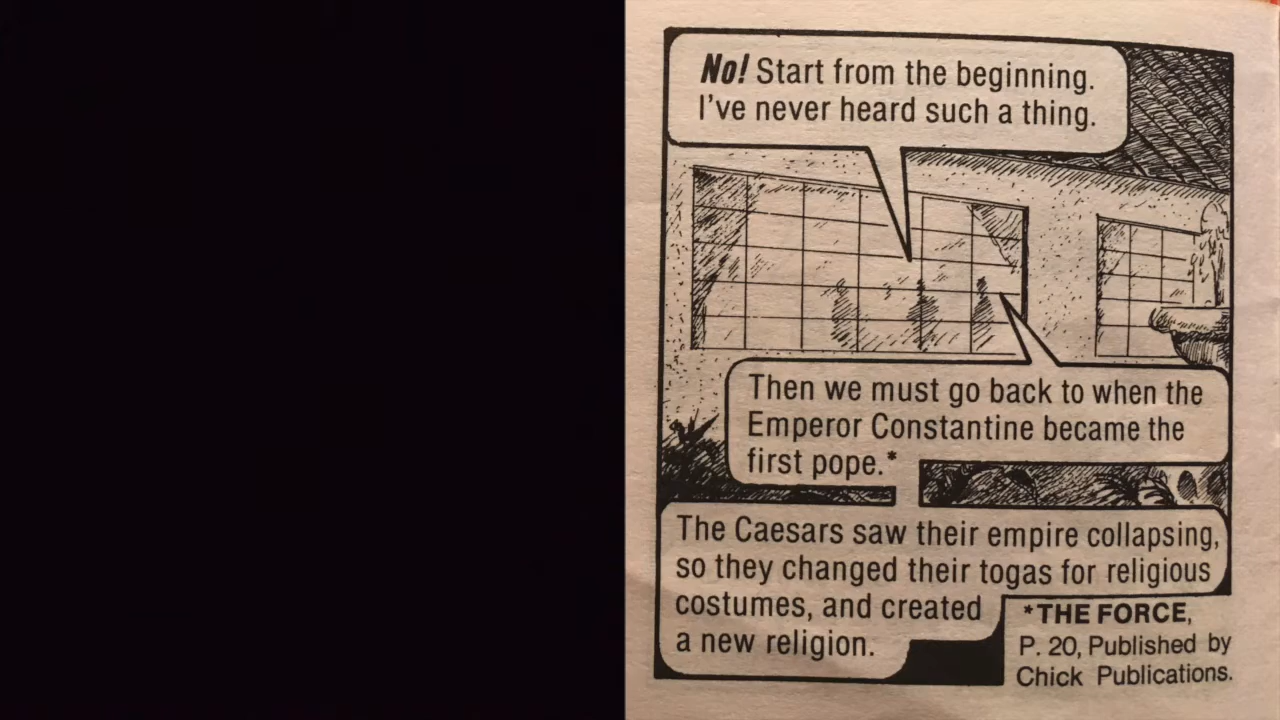 No! Start from the beginning.
I've never heard such a thing.
Then we must go back to when the
Emperor Constantine became the
first pope.*
The Caesars saw their empire collapsing,
so they changed their togas for religious
costumes, and created
a new religion.
*THE FORCE,
P. 20, Published by
Chick Publications.